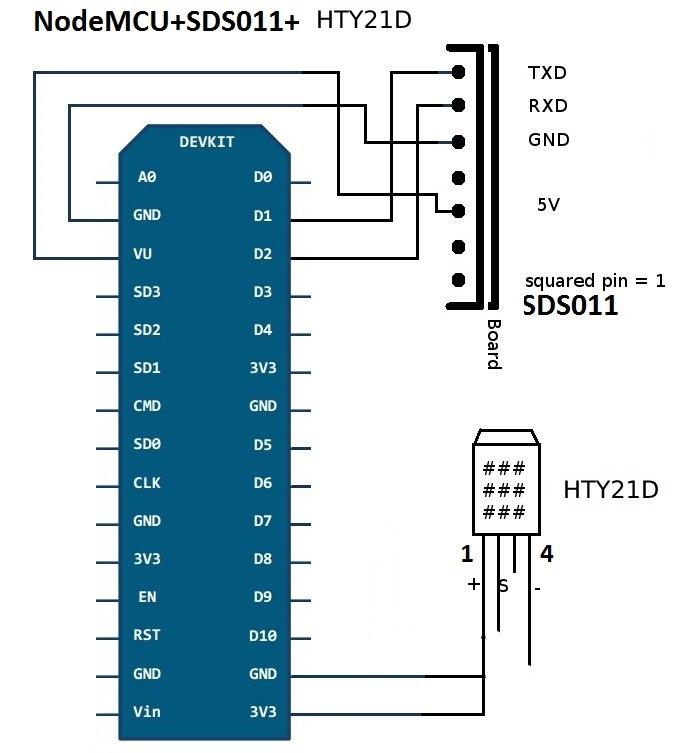 NodeMCU+SDS011+ HTY21D
TXD
RXD
GND
5V
squared pin = 1
SDS011
Board
DEVKIT
A0 D0
GND D1
VU D2
SD3 D3
SD2 D4
SD1 3V3
CMD GND
SD0 D5
CLK D6
GND D7
3V3 D8
EN D9
RST D10
GND GND
Vin 3V3
###
###
###
HTY21D
1 4
+ S -